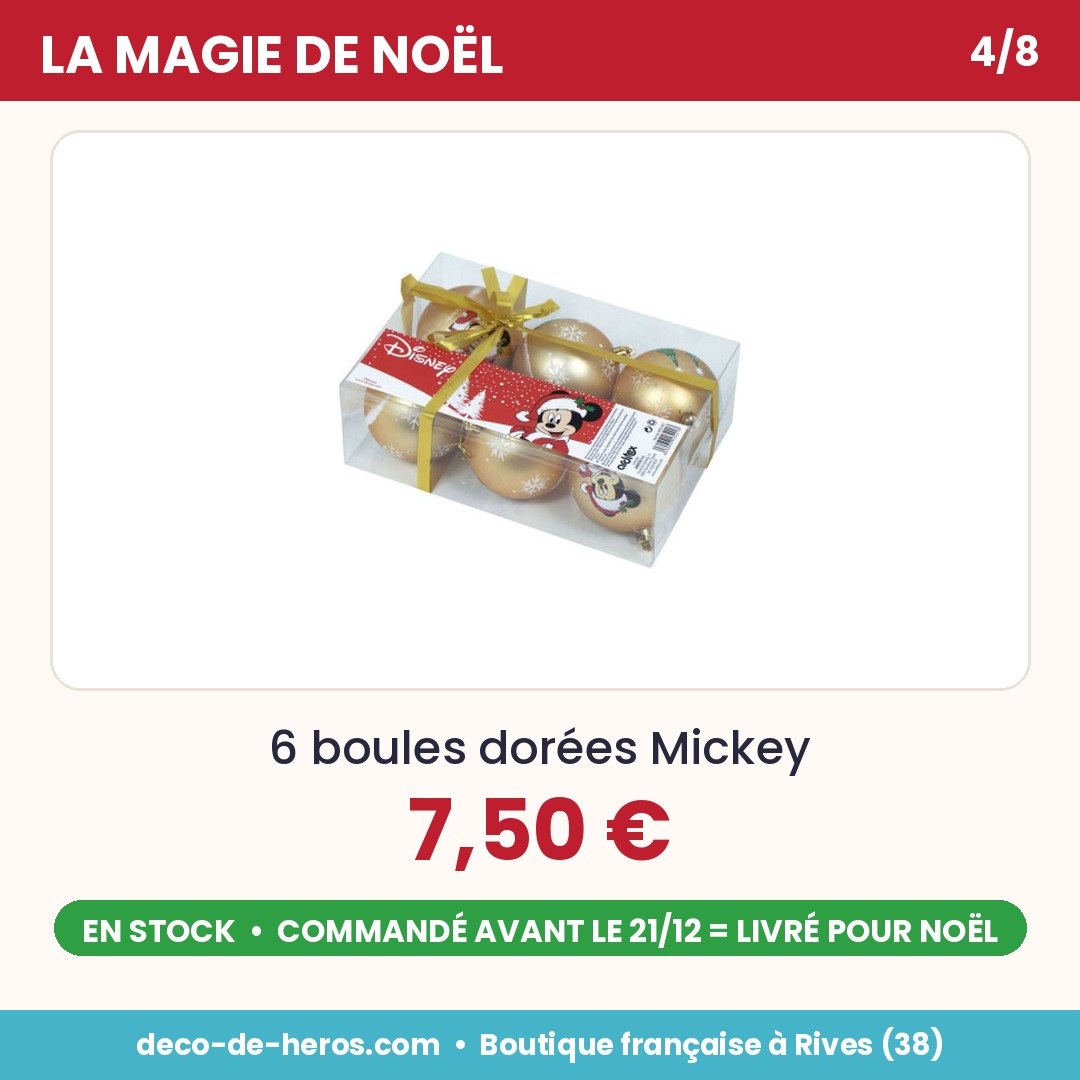 LA MAGIE DE NOËL
4/8
Disney
6 boules dorées Mickey
7,50 €
EN STOCK • COMMANDÉ AVANT LE 21/12 = LIVRÉ POUR NOËL
deco-de-heros.com • Boutique française à Rives (38)